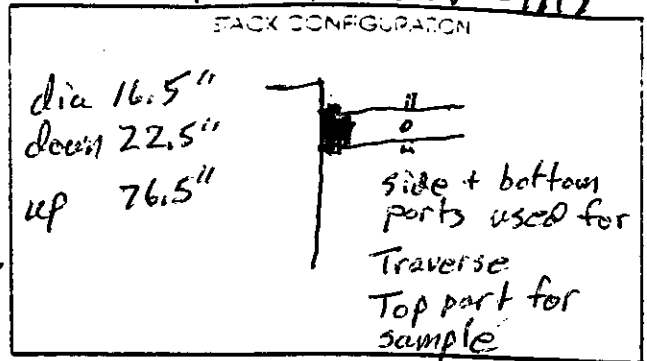 STACK CONFIGURATION
dia 16.5"
down 22.5"
up 76.5"
side + bottom
ports used for
Traverse
Top port for
sample